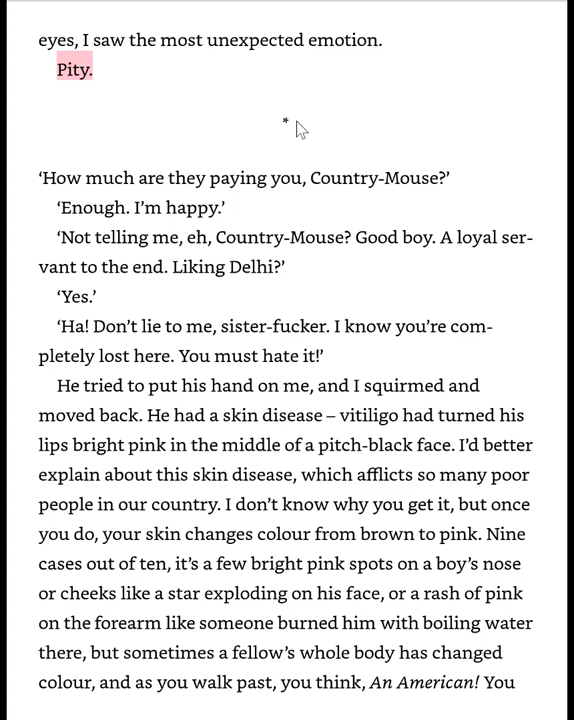 eyes, I saw the most unexpected emotion.
Pity.
*
‘How much are they paying you, Country-Mouse?’
‘Enough. I’m happy.’
‘Not telling me, eh, Country-Mouse? Good boy. A loyal ser-
vant to the end. Liking Delhi?’
‘Yes.’
‘Ha! Don’t lie to me, sister-fucker. I know you’re com-
pletely lost here. You must hate it!’
He tried to put his hand on me, and I squirmed and
moved back. He had a skin disease – vitiligo had turned his
lips bright pink in the middle of a pitch-black face. I’d better
explain about this skin disease, which afflicts so many poor
people in our country. I don’t know why you get it, but once
you do, your skin changes colour from brown to pink. Nine
cases out of ten, it’s a few bright pink spots on a boy’s nose
or cheeks like a star exploding on his face, or a rash of pink
on the forearm like someone burned him with boiling water
there, but sometimes a fellow’s whole body has changed
colour, and as you walk past, you think, An American! You